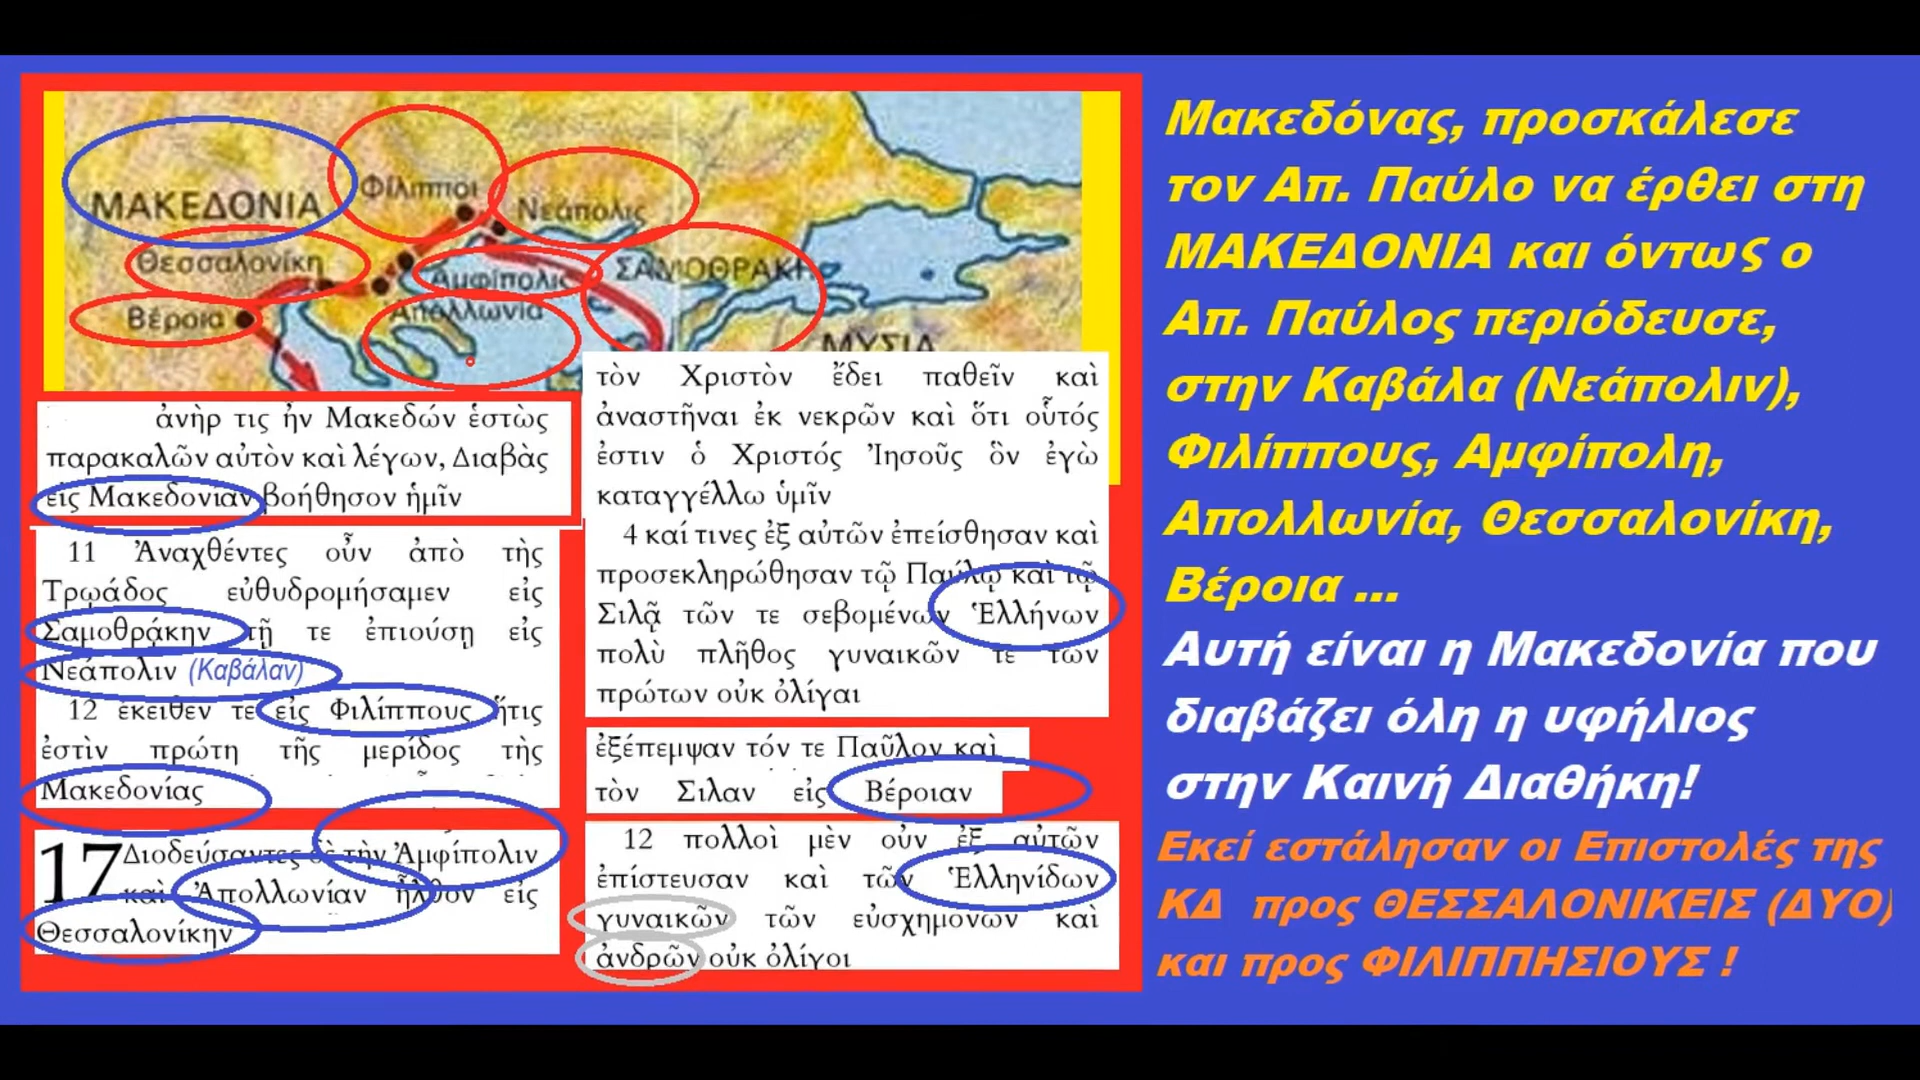 ΜΑΚΕΔΟΝΙΑ
Φίλιπποι
Νεάπολις
Θεσσαλονίκη
Αμφίπολις
ΣΑΜΟΘΡΑΚΗ
Βέροια
Απολλωνία
ΜΥΣΙΑ
ἀνὴρ τις ἠν Μακεδών ἑστὼς
παρακαλῶν αὐτὸν καὶ λέγων, Διαβὰς
εἰς Μακεδονίαν βοήθησον ἡμῖν
11 Ἀναχθέντες οὖν ἀπὸ τῆς
Τρῳάδος εὐθυδρομήσαμεν εἰς
Σαμοθρᾴκην τῇ τε ἐπιούσῃ εἰς
Νεάπολιν (Καβάλαν)
12 ἐκεῖθεν τε εἰς Φιλίππους ἥτις
ἐστὶν πρώτη τῆς μερίδος τῆς
Μακεδονίας
17 Διοδεύσαντες δὲ τὴν Ἀμφίπολιν
καὶ Ἀπολλωνίαν ἦλθον εἰς
Θεσσαλονίκην
τὸν Χριστὸν ἔδει παθεῖν καὶ
ἀναστῆναι ἐκ νεκρῶν καὶ ὅτι οὗτός
ἐστιν ὁ Χριστός Ἰησοῦς ὃν ἐγὼ
καταγγέλλω ὑμῖν
4 καί τινες ἐξ αὐτῶν ἐπείσθησαν καὶ
προσεκληρώθησαν τῷ Παύλῳ καὶ τῷ
Σιλᾷ τῶν τε σεβομένων Ἑλλήνων
πολὺ πλῆθος γυναικῶν τε τῶν
πρώτων οὐκ ὀλίγαι
ἐξέπεμψαν τόν τε Παῦλον καὶ
τὸν Σιλαν εἰς Βέροιαν
12 πολλοὶ μὲν οὖν ἐξ αὐτῶν
ἐπίστευσαν καὶ τῶν Ἑλληνίδων
γυναικῶν τῶν εὐσχημόνων καὶ
ἀνδρῶν οὐκ ὀλίγοι
Μακεδόνας, προσκάλεσε
τον Απ. Παύλο να έρθει στη
ΜΑΚΕΔΟΝΙΑ και όντως ο
Απ. Παύλος περιόδευσε,
στην Καβάλα (Νεάπολιν),
Φιλίππους, Αμφίπολη,
Απολλωνία, Θεσσαλονίκη,
Βέροια ...
Αυτή είναι η Μακεδονία που
διαβάζει όλη η υφήλιος
στην Καινή Διαθήκη!
Εκεί εστάλησαν οι Επιστολές της
ΚΔ προς ΘΕΣΣΑΛΟΝΙΚΕΙΣ (ΔΥΟ)
και προς ΦΙΛΙΠΠΗΣΙΟΥΣ !